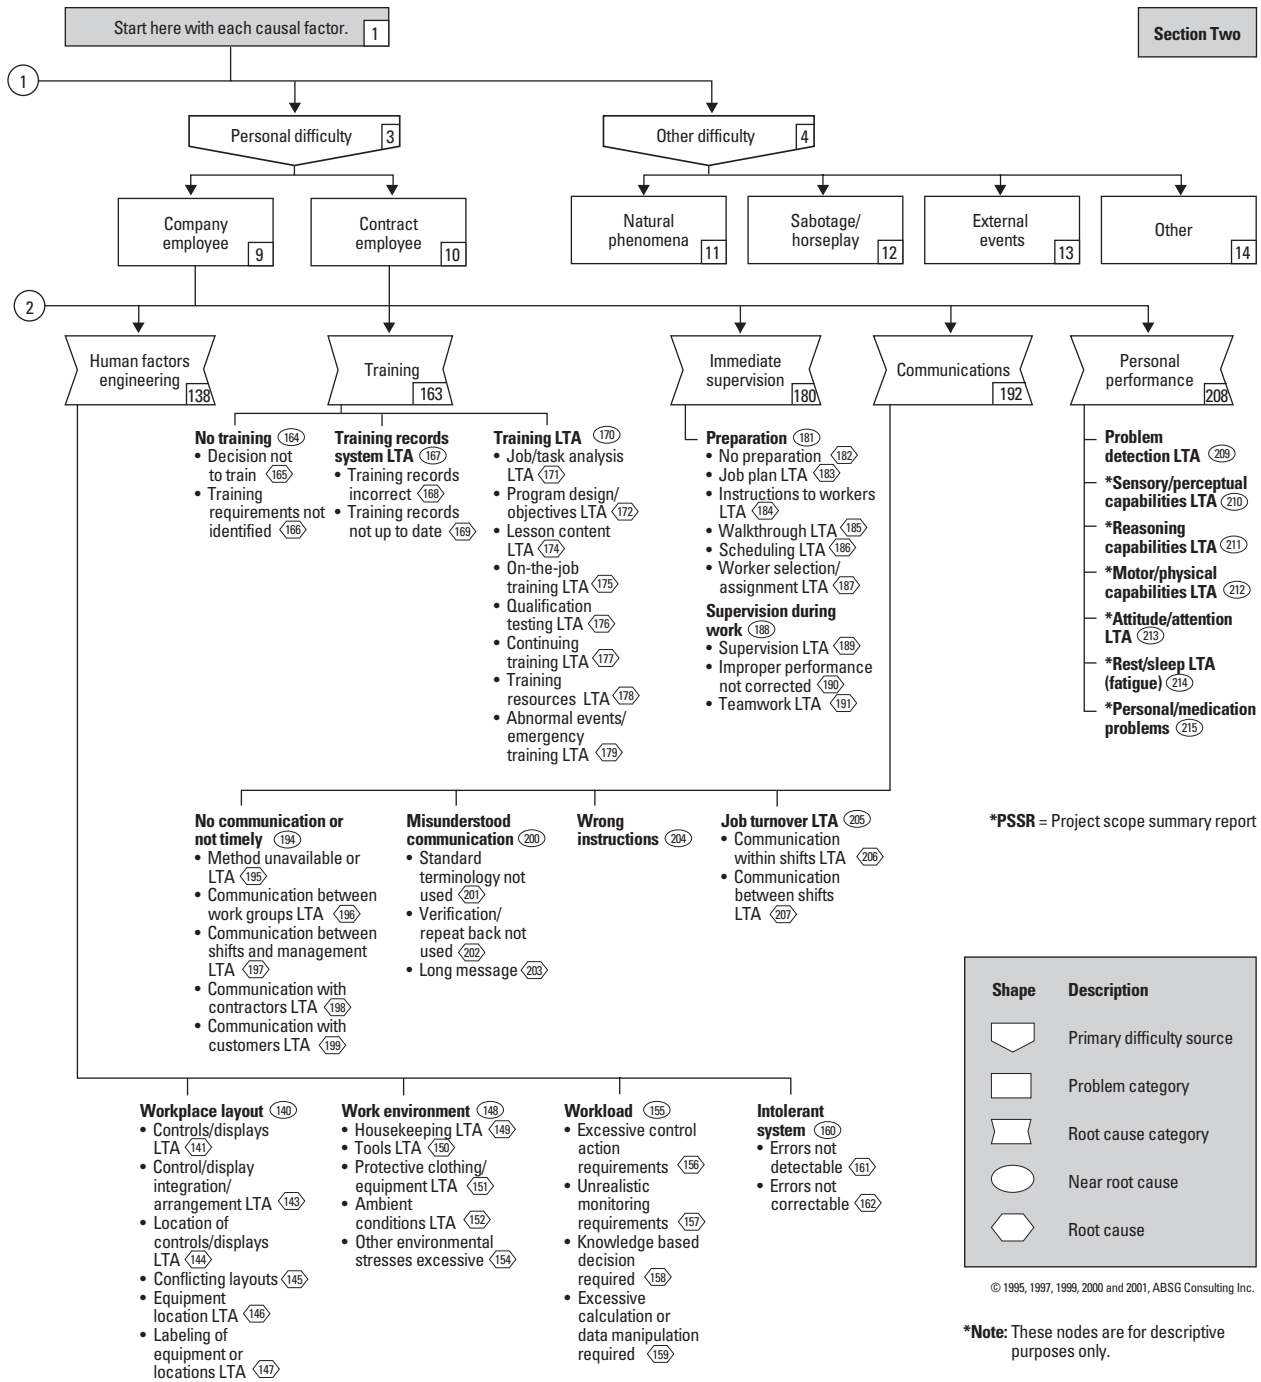 Start here with each causal factor. 1
Section Two
1
Personal difficulty 3
Other difficulty 4
Company
employee 9
Contract
employee 10
Natural
phenomena 11
Sabotage/
horseplay 12
External
events 13
Other
14
2
Human factors
engineering 138
Training
163
Immediate
supervision 180
Communications
192
Personal
performance 208
No training 164
• Decision not
to train 165
• Training
requirements not
identified 166
Training records
system LTA 167
• Training records
incorrect 168
• Training records
not up to date 169
Training LTA 170
• Job/task analysis
LTA 171
• Program design/
objectives LTA 172
• Lesson content
LTA 174
• On-the-job
training LTA 175
• Qualification
testing LTA 176
• Continuing
training LTA 177
• Training
resources LTA 178
• Abnormal events/
emergency
training LTA 179
Preparation 181
• No preparation 182
• Job plan LTA 183
• Instructions to workers
LTA 184
• Walkthrough LTA 185
• Scheduling LTA 186
• Worker selection/
assignment LTA 187
Supervision during
work 188
• Supervision LTA 189
• Improper performance
not corrected 190
• Teamwork LTA 191
Problem
detection LTA 209
*Sensory/perceptual
capabilities LTA 210
*Reasoning
capabilities LTA 211
*Motor/physical
capabilities LTA 212
*Attitude/attention
LTA 213
*Rest/sleep LTA
(fatigue) 214
*Personal/medication
problems 215
No communication or
not timely 194
• Method unavailable or
LTA 195
• Communication between
work groups LTA 196
• Communication between
shifts and management
LTA 197
• Communication with
contractors LTA 198
• Communication with
customers LTA 199
Misunderstood
communication 200
• Standard
terminology not
used 201
• Verification/
repeat back not
used 202
• Long message 203
Wrong
instructions 204
Job turnover LTA 205
• Communication
within shifts LTA 206
• Communication
between shifts
LTA 207
*PSSR = Project scope summary report
Workplace layout 140
• Controls/displays
LTA 141
• Control/display
integration/
arrangement LTA 143
• Location of
controls/displays
LTA 144
• Conflicting layouts 145
• Equipment
location LTA 146
• Labeling of
equipment or
locations LTA 147
Work environment 148
• Housekeeping LTA 149
• Tools LTA 150
• Protective clothing/
equipment LTA 151
• Ambient
conditions LTA 152
• Other environmental
stresses excessive 154
Workload 155
• Excessive control
action
requirements 156
• Unrealistic
monitoring
requirements 157
• Knowledge based
decision
required 158
• Excessive
calculation or
data manipulation
required 159
Intolerant
system 160
• Errors not
detectable 161
• Errors not
correctable 162
Shape Description
Primary difficulty source
Problem category
Root cause category
Near root cause
Root cause
© 1995, 1997, 1999, 2000 and 2001, ABSG Consulting Inc.
*Note: These nodes are for descriptive
purposes only.